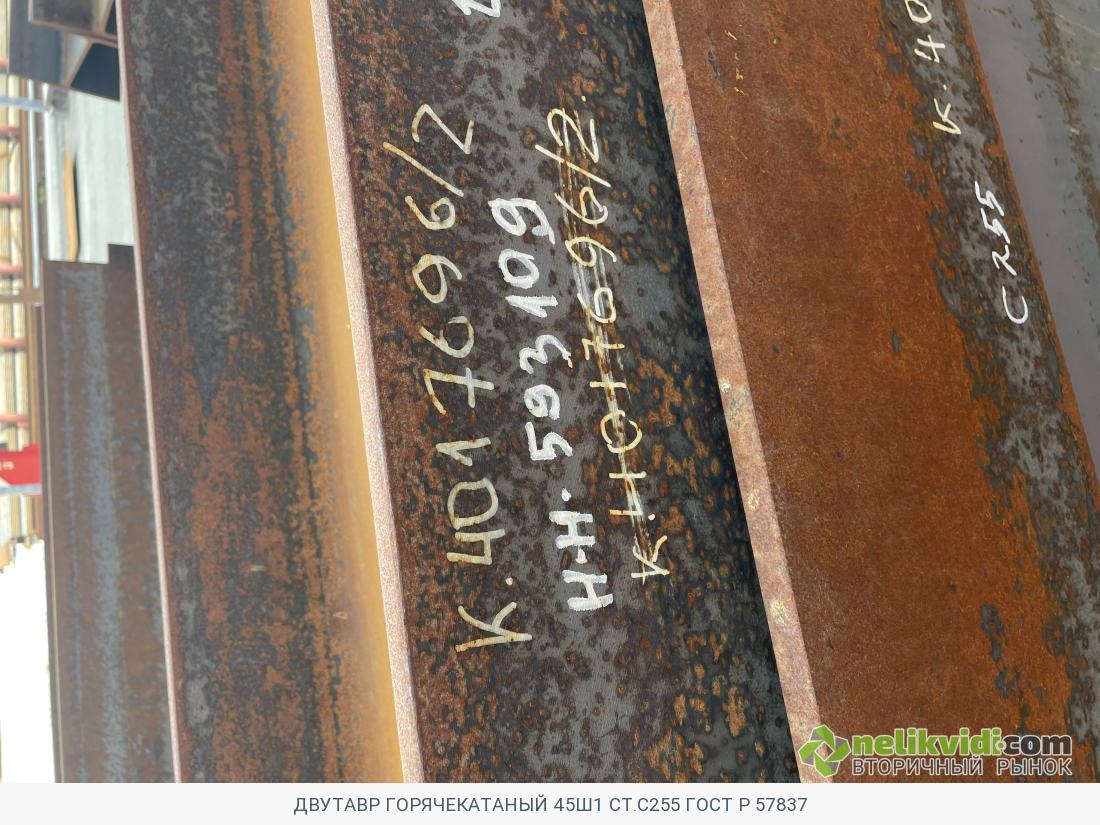 К. 4017696/2
Н-Н. 593109
К. 4017696/2.
К. 40
С255
nelikvidi.com
ВТОРИЧНЫЙ РЫНОК
ДВУТАВР ГОРЯЧЕКАТАНЫЙ 45Ш1 СТ.С255 ГОСТ Р 57837